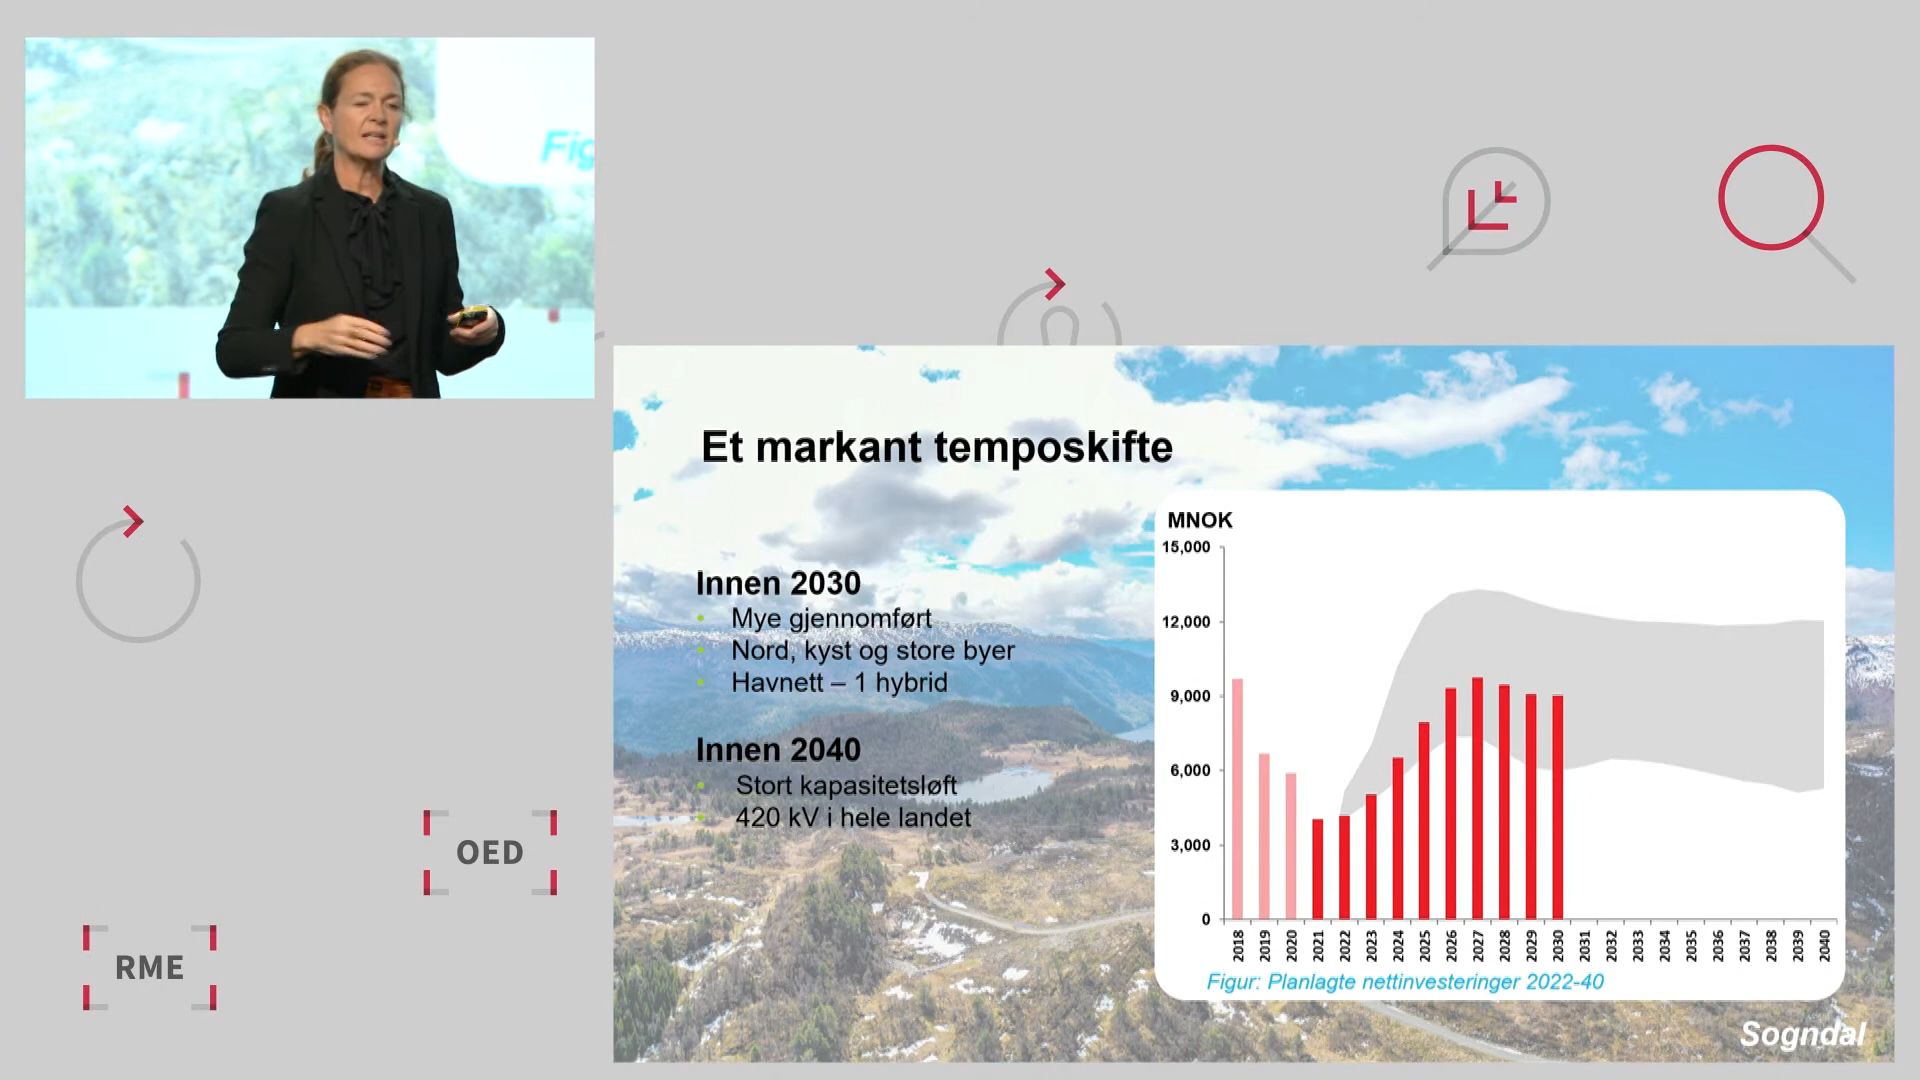 Fig
Et markant temposkifte
Innen 2030
• Mye gjennomført
• Nord, kyst og store byer
• Havnett – 1 hybrid
Innen 2040
• Stort kapasitetsløft
• 420 kV i hele landet
MNOK
15,000
12,000
9,000
6,000
3,000
0
2018 2019 2020 2021 2022 2023 2024 2025 2026 2027 2028 2029 2030 2031 2032 2033 2034 2035 2036 2037 2038 2039 2040
Figur: Planlagte nettinvesteringer 2022-40
Sogndal
OED
RME